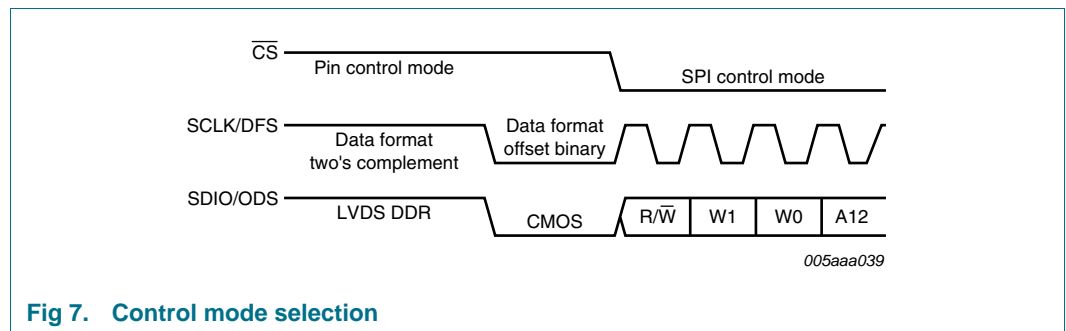 C̅S̅
Pin control mode
SPI control mode
SCLK/DFS
Data format
two's complement
Data format
offset binary
SDIO/ODS
LVDS DDR
CMOS
R/W̅
W1
W0
A12
005aaa039
Fig 7. Control mode selection